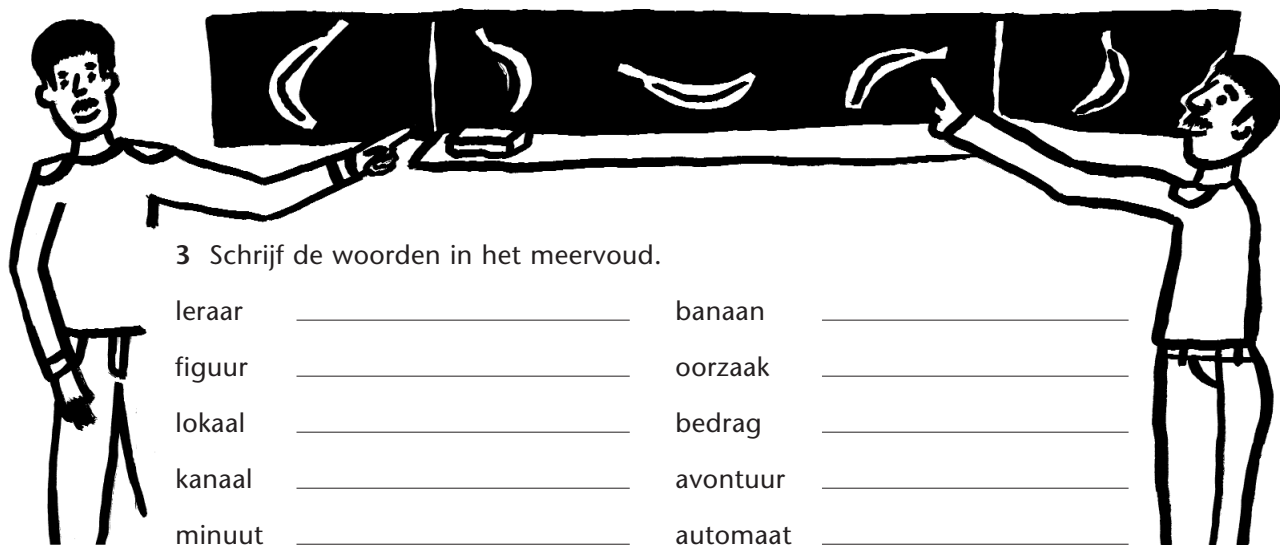 3 Schrijf de woorden in het meervoud.
leraar banaan
figuur oorzaak
lokaal bedrag
kanaal avontuur
minuut automaat